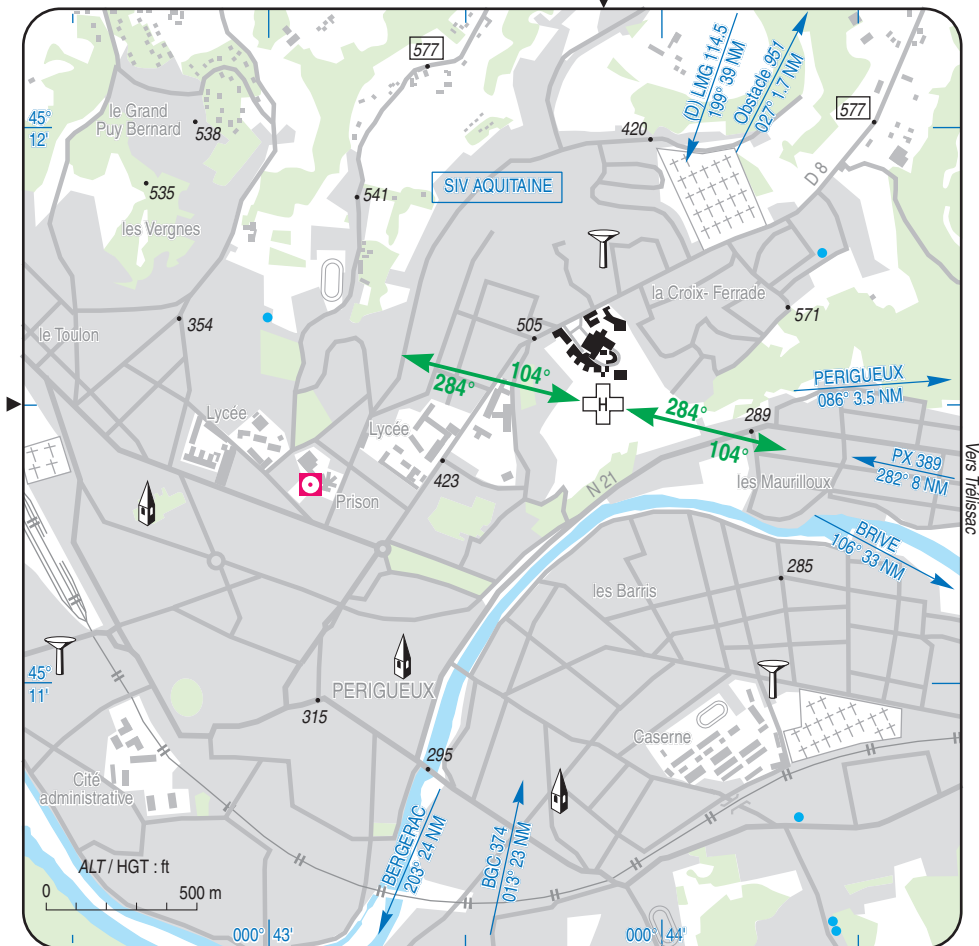 577
(D) LMG 114.5
199° 39 NM
Obstacle 951
027° 1.7 NM
577
45°
12'
le Grand
Puy Bernard
538
420
D 8
535
541
SIV AQUITAINE
les Vergnes
la Croix- Ferrade
571
le Toulon
354
505
284°
104°
PERIGUEUX
086° 3.5 NM
H
284°
104°
289
Lycée
Lycée
423
N 21
les Maurilloux
PX 389
282° 8 NM
Vers Trélissac
Prison
BRIVE
106° 33 NM
les Barris
285
45°
11'
PERIGUEUX
315
Caserne
295
Cité
administrative
BERGERAC
203° 24 NM
BGC 374
013° 23 NM
ALT / HGT : ft
0 500 m
000° 43'
000° 44'